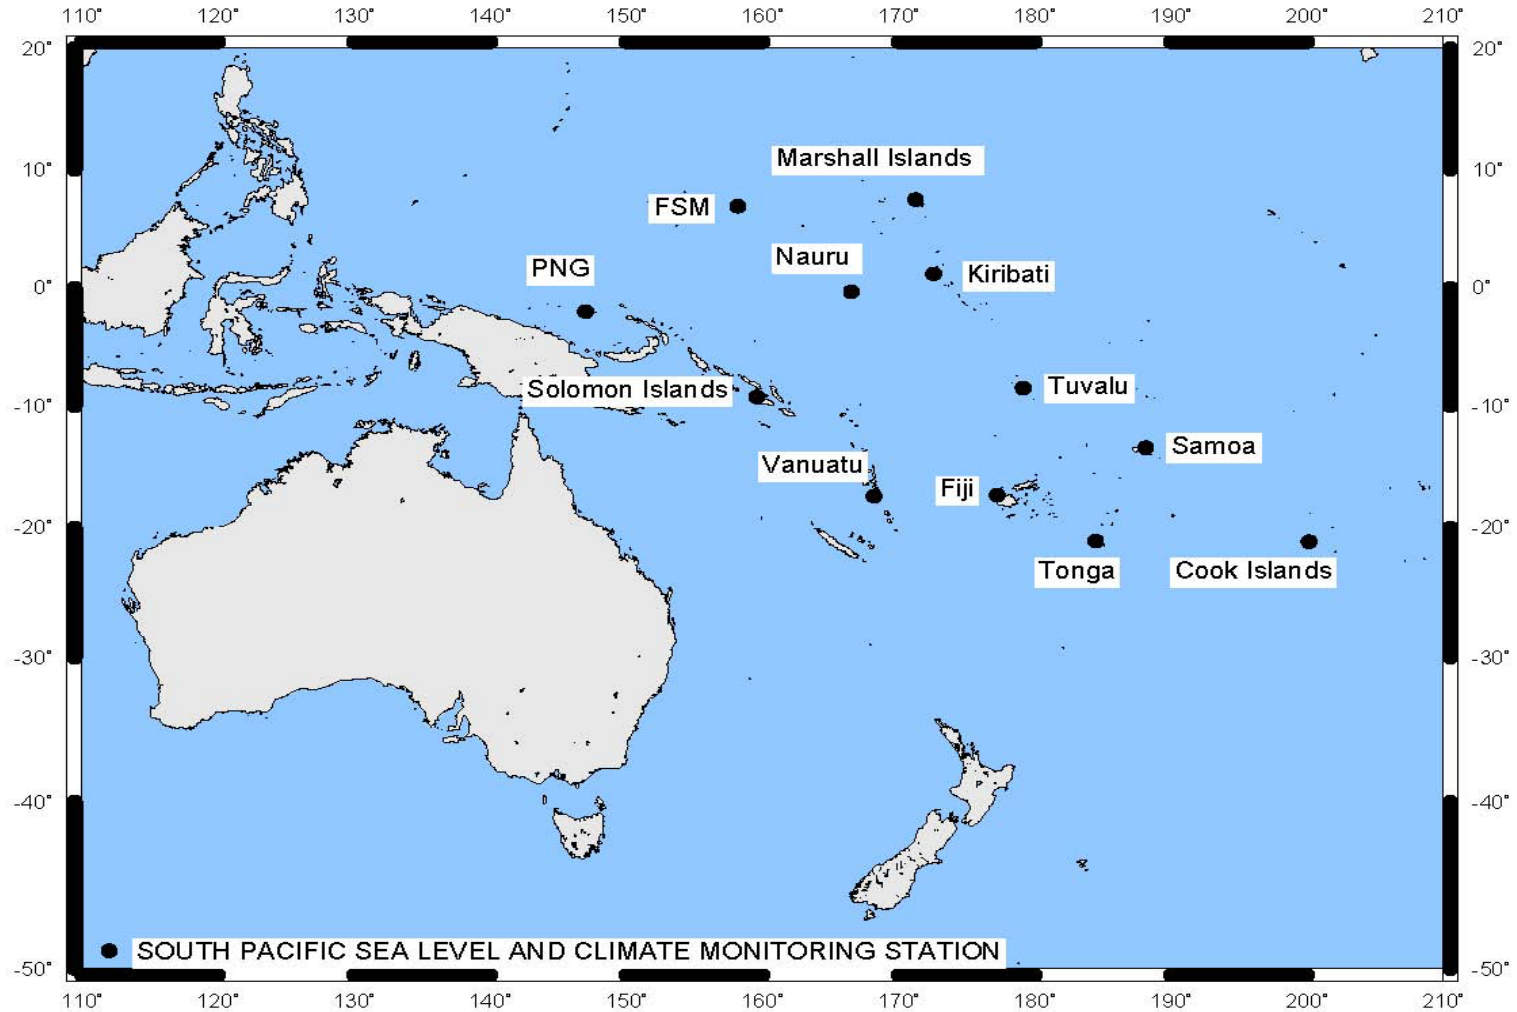 110° 120° 130° 140° 150° 160° 170° 180° 190° 200° 210°
20° 20°
Marshall Islands
10° 10°
FSM
Nauru
PNG
Kiribati
0° 0°
Tuvalu
Solomon Islands
-10° -10°
Samoa
Vanuatu
Fiji
-20° -20°
Tonga Cook Islands
-30° -30°
-40° -40°
SOUTH PACIFIC SEA LEVEL AND CLIMATE MONITORING STATION
-50° -50°
110° 120° 130° 140° 150° 160° 170° 180° 190° 200° 210°